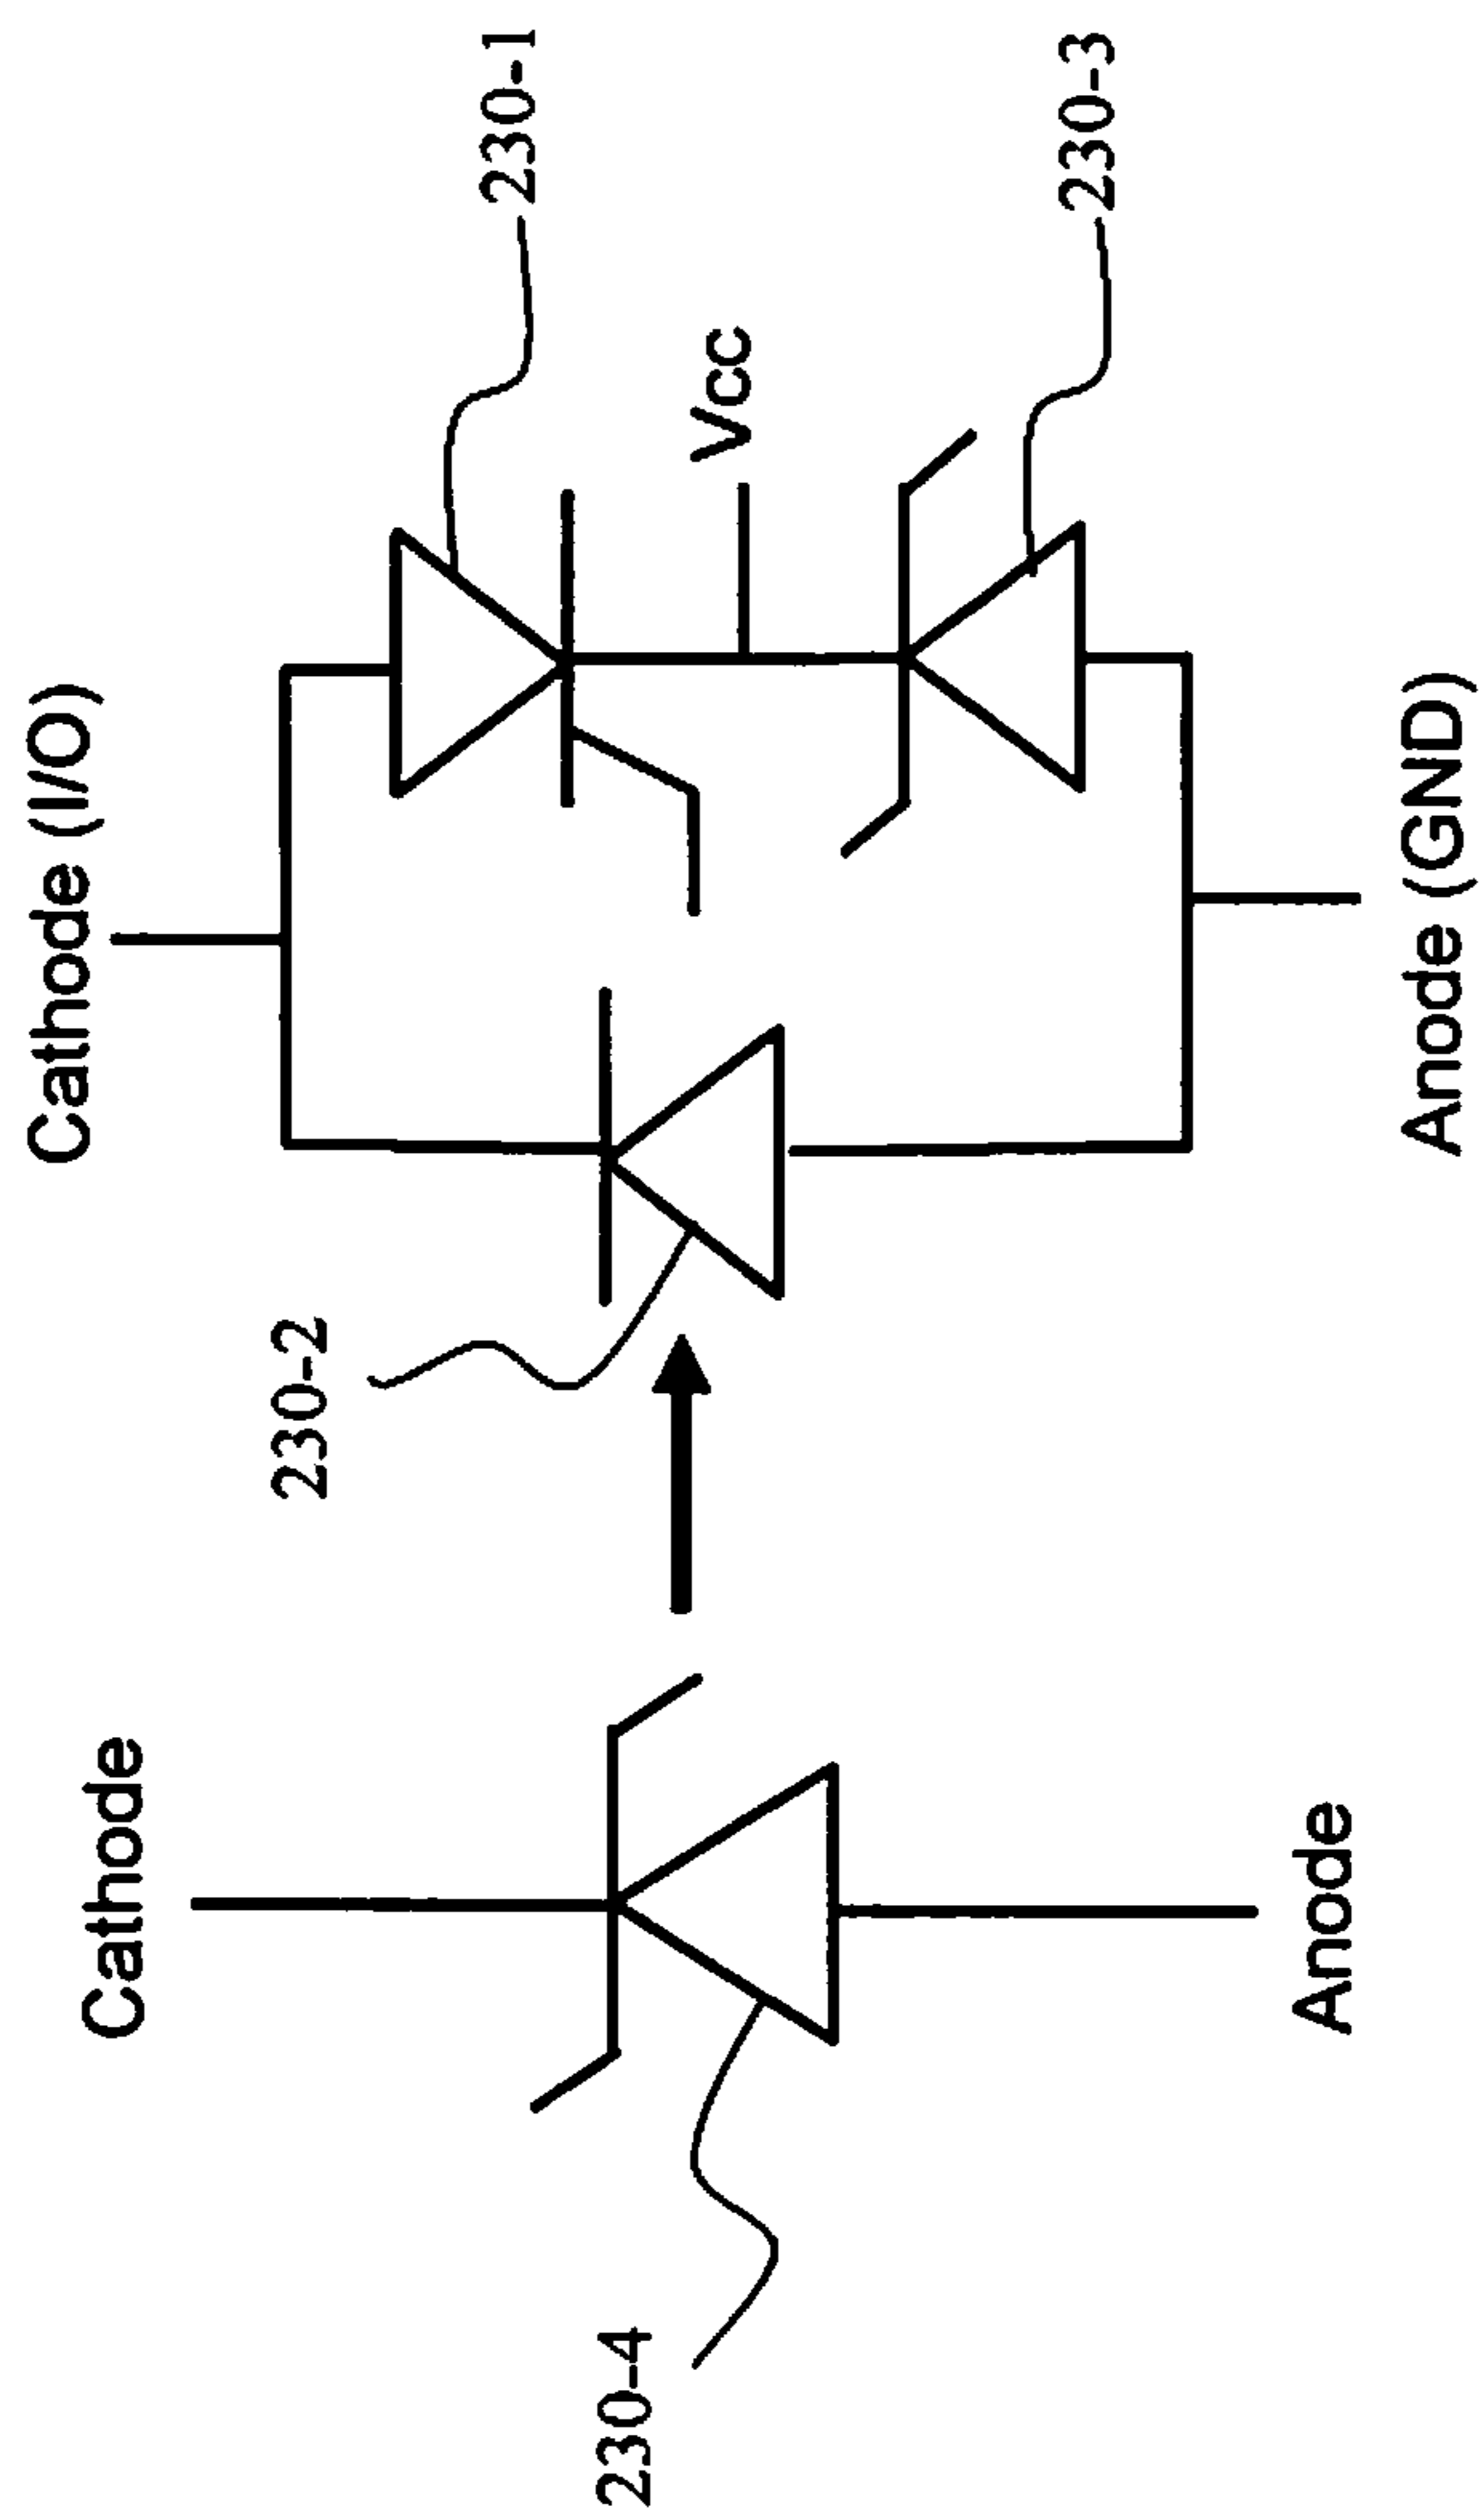 Cathode
230-4
Anode
Cathode (I/O)
230-1
230-2
Vcc
230-3
Anode (GND)